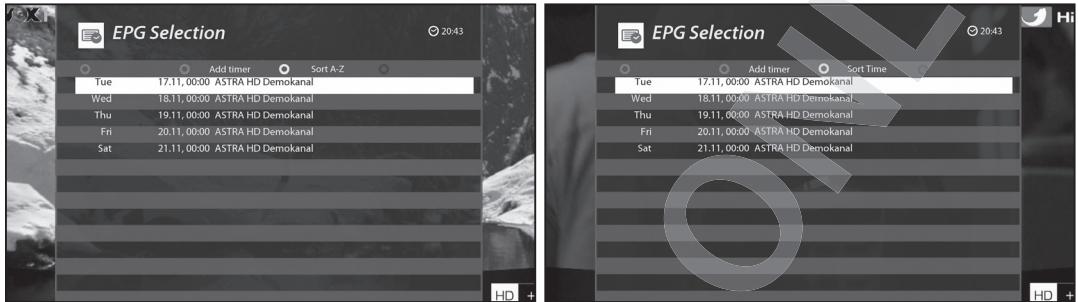 EPG Selection
20:43
Add timer
Sort A-Z
Tue 17.11, 00:00 ASTRA HD Demokanal
Wed 18.11, 00:00 ASTRA HD Demokanal
Thu 19.11, 00:00 ASTRA HD Demokanal
Fri 20.11, 00:00 ASTRA HD Demokanal
Sat 21.11, 00:00 ASTRA HD Demokanal
HD +
Hi
EPG Selection
20:43
Add timer
Sort Time
Tue 17.11, 00:00 ASTRA HD Demokanal
Wed 18.11, 00:00 ASTRA HD Demokanal
Thu 19.11, 00:00 ASTRA HD Demokanal
Fri 20.11, 00:00 ASTRA HD Demokanal
Sat 21.11, 00:00 ASTRA HD Demokanal
HD +